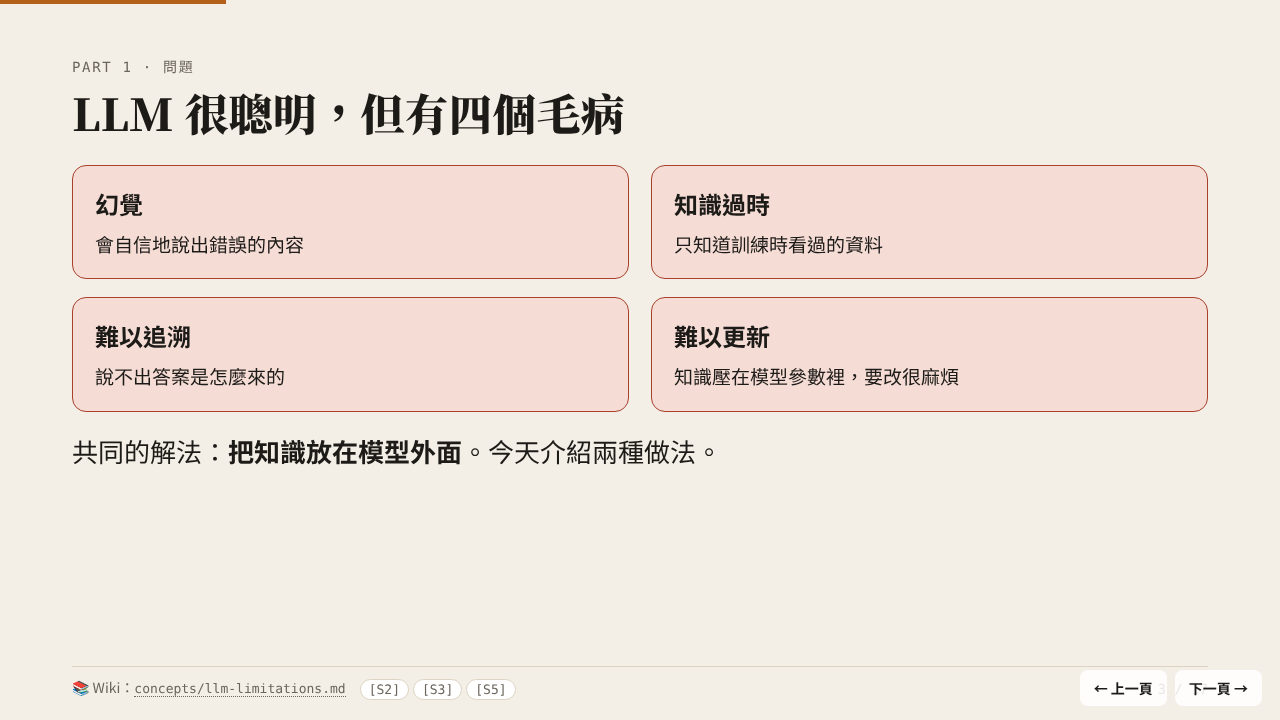 PART 1 · 問題
LLM 很聰明，但有四個毛病
幻覺
會自信地說出錯誤的內容
知識過時
只知道訓練時看過的資料
難以追溯
說不出答案是怎麼來的
難以更新
知識壓在模型參數裡，要改很麻煩
共同的解法：把知識放在模型外面。今天介紹兩種做法。
📚 Wiki：concepts/llm-limitations.md [S2] [S3] [S5]
← 上一頁 3 / 下一頁 →